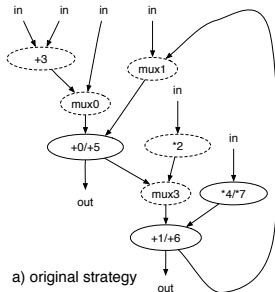 in in in in
+3
mux1
in
mux0
in
+0/+5
*2
*4/*7
out
mux3
+1/+6
a) original strategy
out